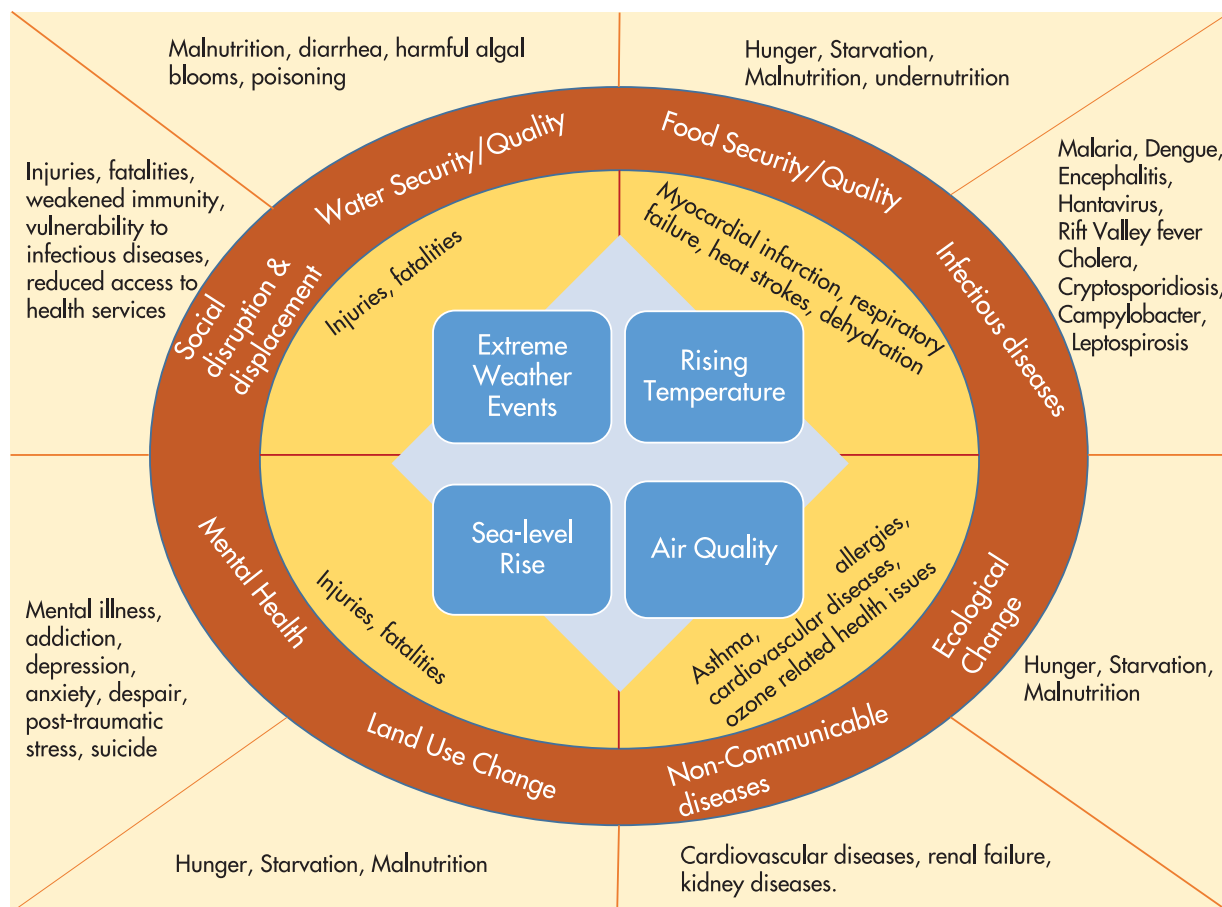 Malnutrition, diarrhea, harmful algal
blooms, poisoning
Hunger, Starvation,
Malnutrition, undernutrition
Water Security/Quality
Food Security/Quality
Injuries, fatalities,
weakened immunity,
vulnerability to
infectious diseases,
reduced access to
health services
Social
disruption &
displacement
Injuries, fatalities
Myocardial infarction, respiratory
failure, heat strokes, dehydration
Infectious diseases
Malaria, Dengue,
Encephalitis,
Hantavirus,
Rift Valley fever
Cholera,
Cryptosporidiosis,
Campylobacter,
Leptospirosis
Extreme
Weather
Events
Rising
Temperature
Sea-level
Rise
Air Quality
Mental Health
Injuries, fatalities
Asthma, allergies,
cardiovascular diseases,
ozone related health issues
Ecological
Change
Mental illness,
addiction,
depression,
anxiety, despair,
post-traumatic
stress, suicide
Hunger, Starvation,
Malnutrition
Land Use Change
Non-Communicable
diseases
Hunger, Starvation, Malnutrition
Cardiovascular diseases, renal failure,
kidney diseases.